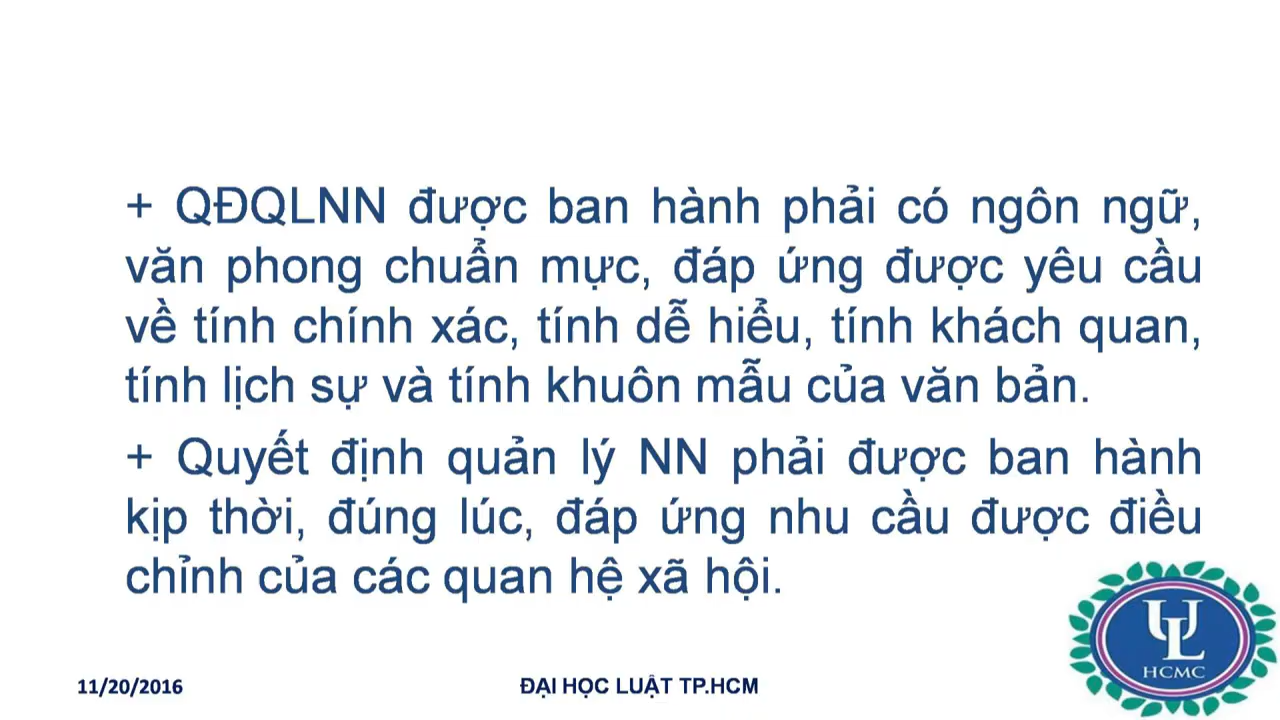 + QĐQLNN được ban hành phải có ngôn ngữ,
văn phong chuẩn mực, đáp ứng được yêu cầu
về tính chính xác, tính dễ hiểu, tính khách quan,
tính lịch sự và tính khuôn mẫu của văn bản.
+ Quyết định quản lý NN phải được ban hành
kịp thời, đúng lúc, đáp ứng nhu cầu được điều
chỉnh của các quan hệ xã hội.
UL
HCMC
11/20/2016
ĐẠI HỌC LUẬT TP.HCM